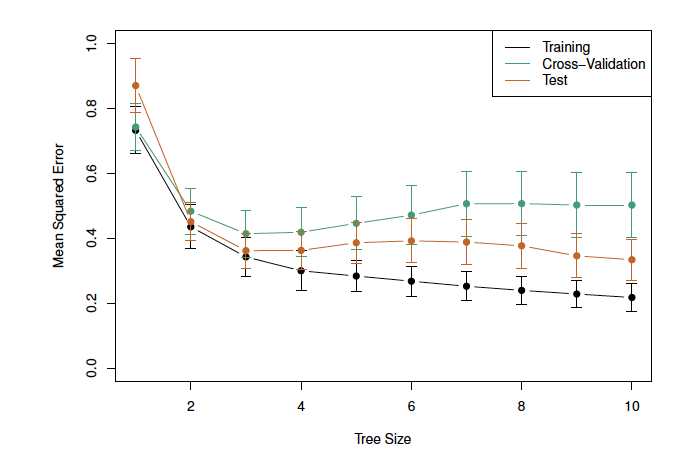 Training
Cross–Validation
Test
Mean Squared Error
1.0
0.8
0.6
0.4
0.2
0.0
2 4 6 8 10
Tree Size